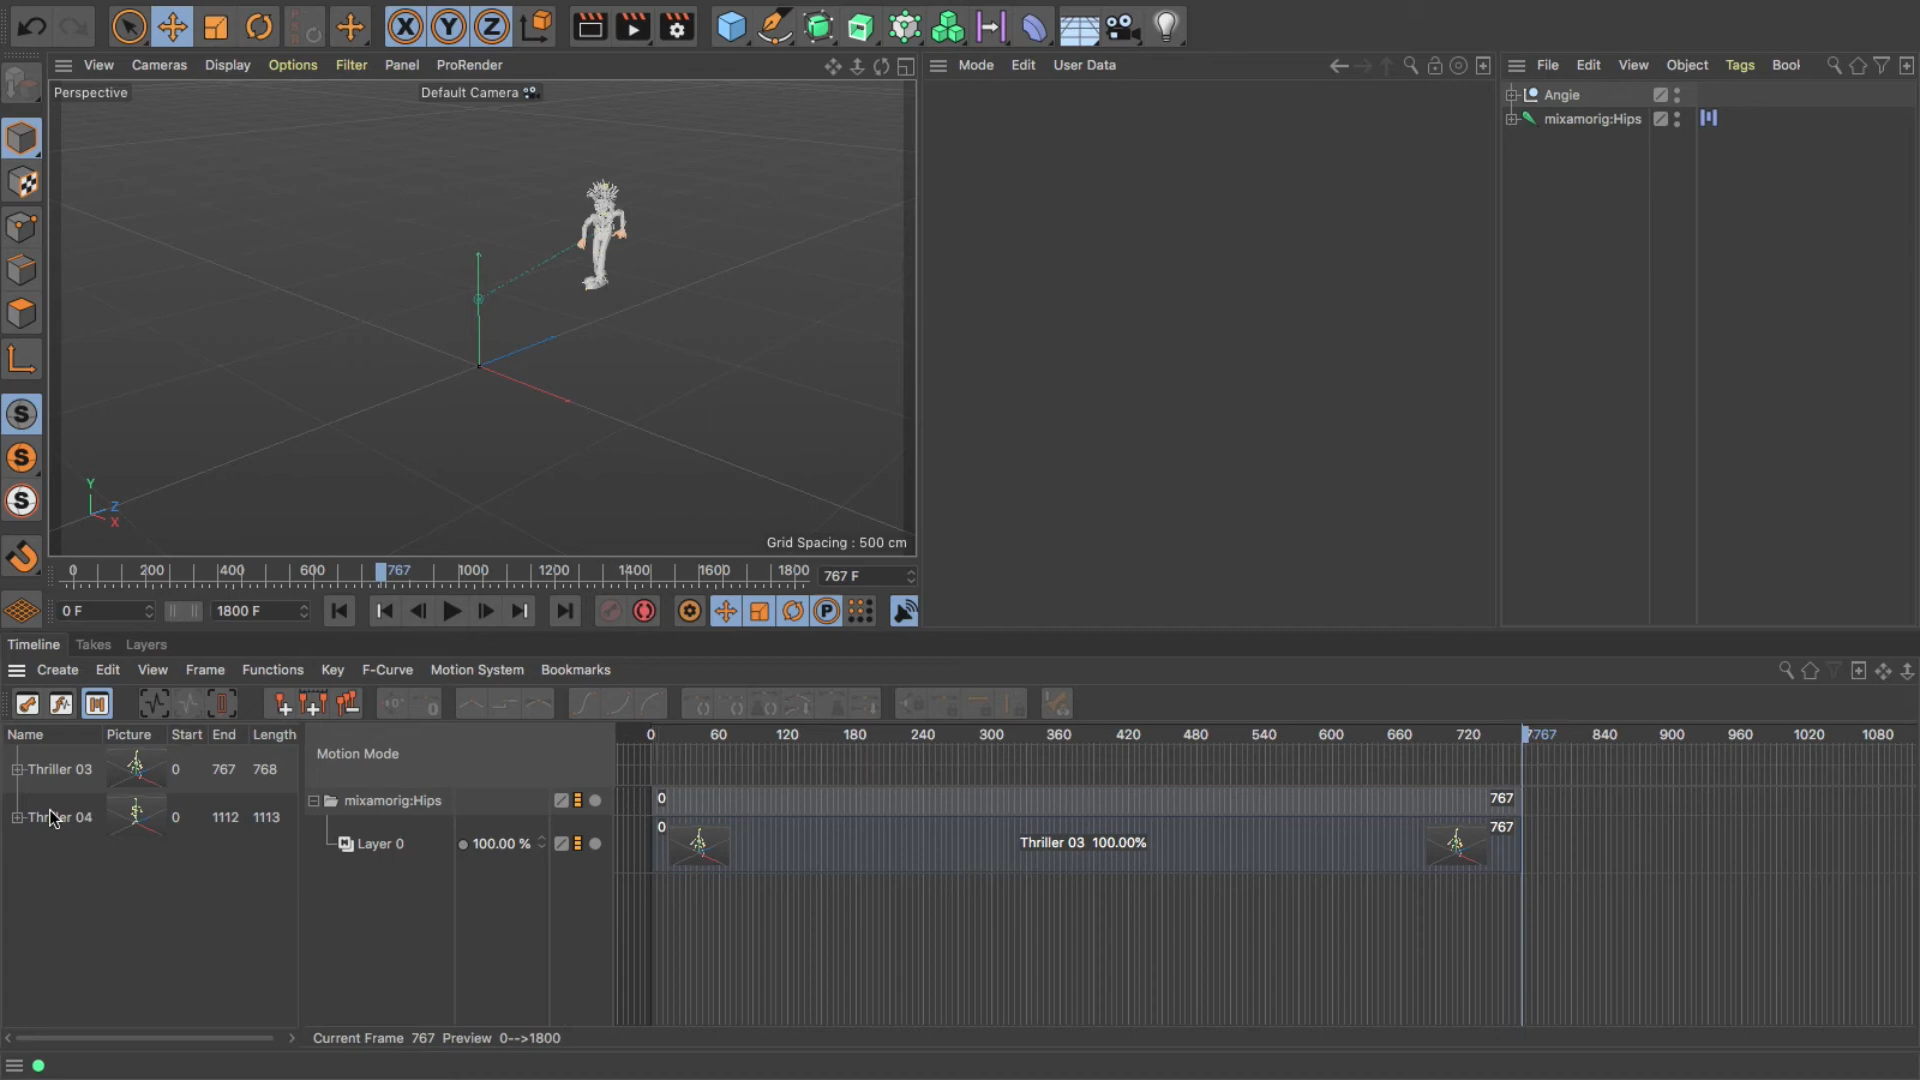 X Y Z
View Cameras Display Options Filter Panel ProRender
Mode Edit User Data
File Edit View Object Tags Book
Perspective
Default Camera
Angie
mixamorig:Hips
S
S
S
Y
Z
X
Grid Spacing : 500 cm
0 200 400 600 767 1000 1200 1400 1600 1800
767 F
0 F
1800 F
P
Timeline Takes Layers
Create Edit View Frame Functions Key F-Curve Motion System Bookmarks
Name Picture Start End Length
0 60 120 180 240 300 360 420 480 540 600 660 720 767 840 900 960 1020 1080
Motion Mode
Thriller 03 0 767 768
mixamorig:Hips
0 767
Thriller 04 0 1112 1113
Layer 0 100.00 %
0 Thriller 03 100.00% 767
Current Frame 767 Preview 0-->1800